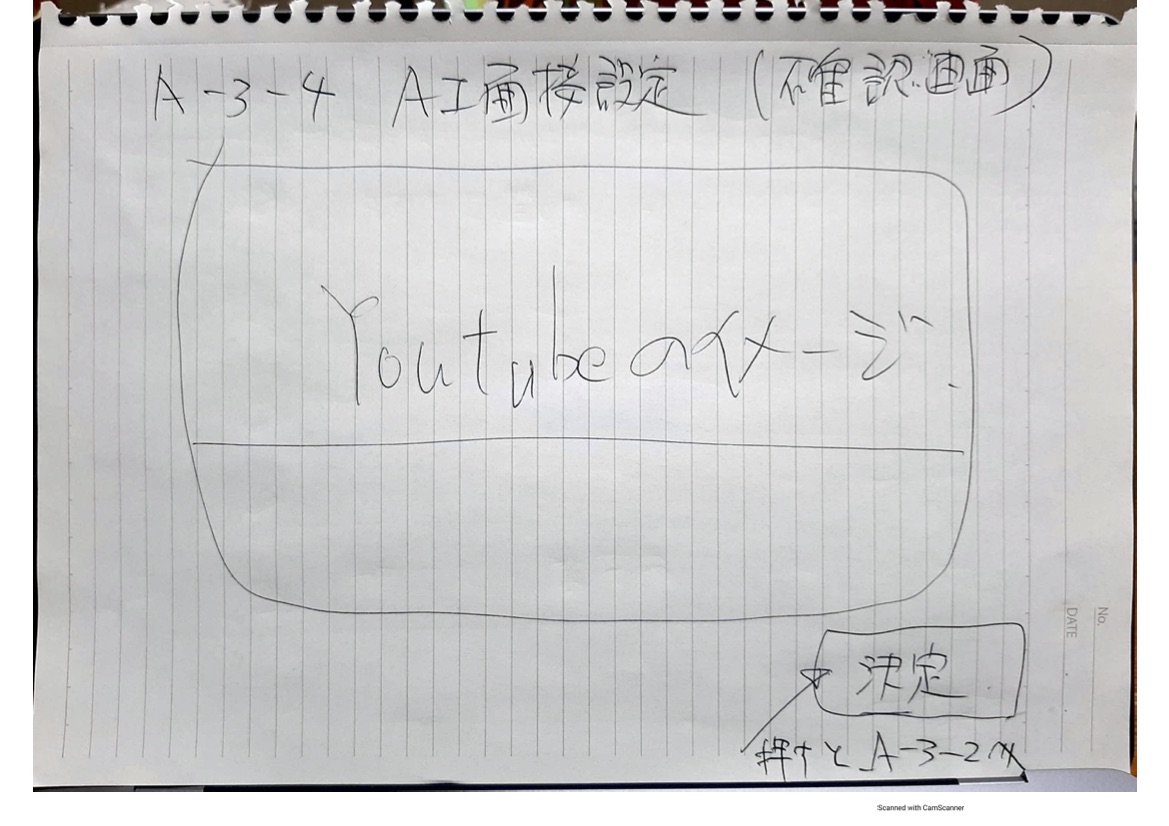 A-3-4 AI面接設定 (確認画面)
Youtubeのイメージ
決定
押すとA-3-2へ
No.
DATE
Scanned with CamScanner